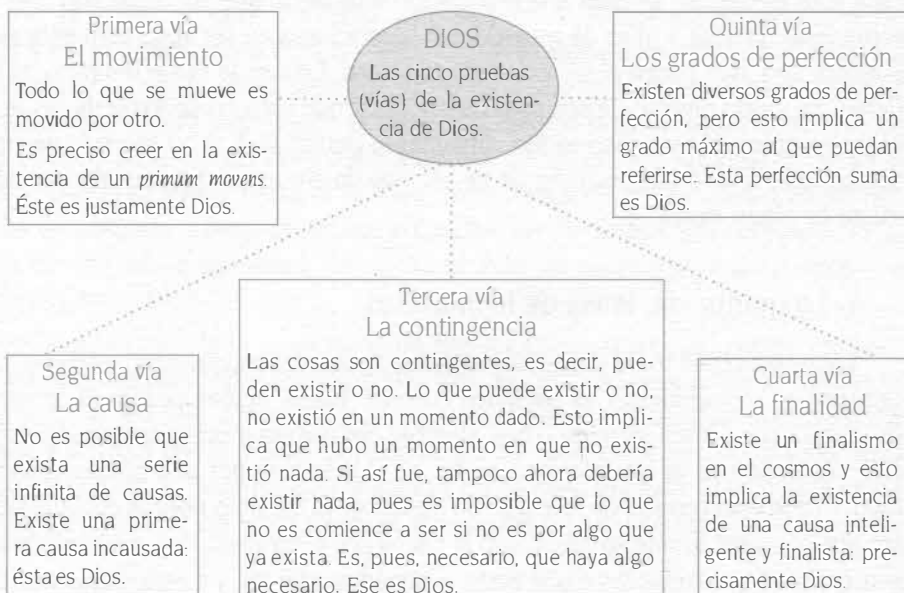 Primera vía
El movimiento
Todo lo que se mueve es
movido por otro.
Es preciso creer en la exis-
tencia de un primum movens.
Éste es justamente Dios.
DIOS
Las cinco pruebas
(vías) de la existen-
cia de Dios.
Quinta vía
Los grados de perfección
Existen diversos grados de per-
fección, pero esto implica un
grado máximo al que puedan
referirse. Esta perfección suma
es Dios.
Segunda vía
La causa
No es posible que
exista una serie
infinita de causas.
Existe una prime-
ra causa incausada:
ésta es Dios.
Tercera vía
La contingencia
Las cosas son contingentes, es decir, pue-
den existir o no. Lo que puede existir o no,
no existió en un momento dado. Esto impli-
ca que hubo un momento en que no exis-
tió nada. Si así fue, tampoco ahora debería
existir nada, pues es imposible que lo que
no es comience a ser si no es por algo que
ya exista. Es, pues, necesario, que haya algo
necesario. Ese es Dios.
Cuarta vía
La finalidad
Existe un finalismo
en el cosmos y esto
implica la existencia
de una causa inteli-
gente y finalista: pre-
cisamente Dios.